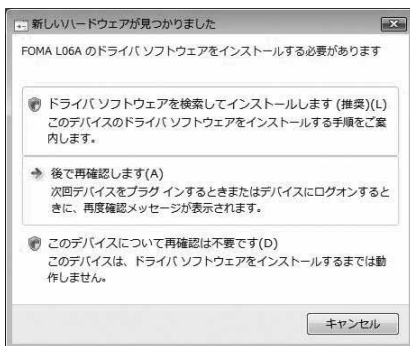 新しいハードウェアが見つかりました
FOMA L06A のドライバ ソフトウェアをインストールする必要があります
ドライバ ソフトウェアを検索してインストールします (推奨)(L)
このデバイスのドライバ ソフトウェアをインストールする手順をご案
内します。
後で再確認します(A)
次回デバイスをプラグ インするときまたはデバイスにログオンすると
きに、再度確認メッセージが表示されます。
このデバイスについて再確認は不要です(D)
このデバイスは、ドライバ ソフトウェアをインストールするまでは動
作しません。
キャンセル